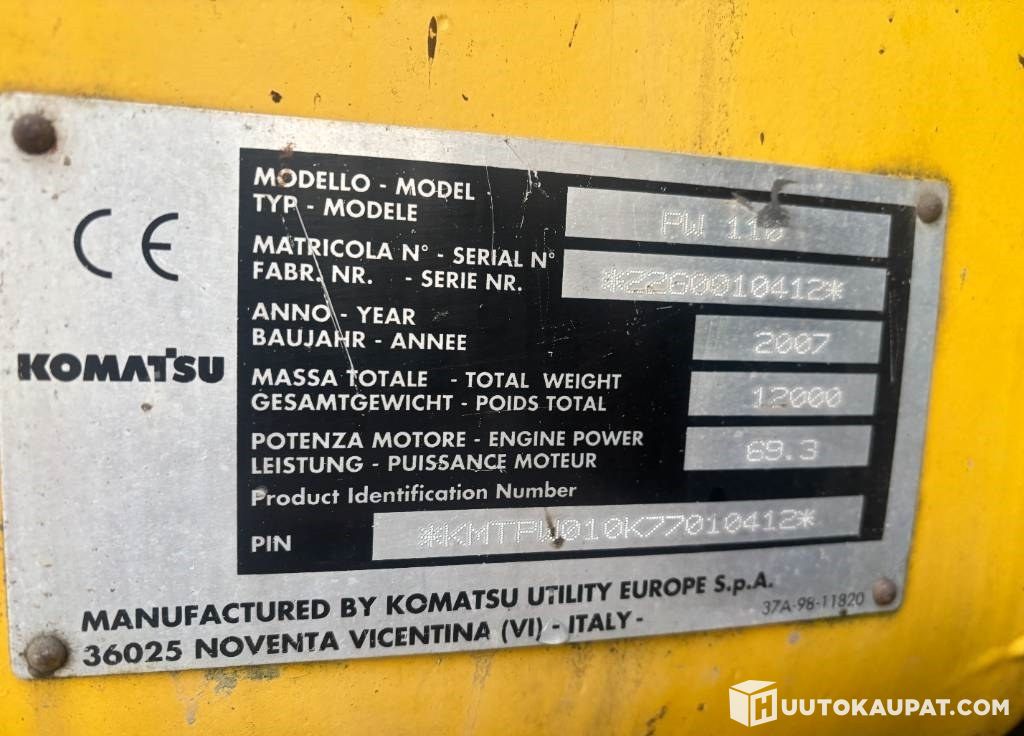 CE
KOMATSU
MODELLO - MODEL
TYP - MODELE
PW 110
MATRICOLA N° - SERIAL N°
FABR. NR. - SERIE NR.
*2260010412*
ANNO - YEAR
BAUJAHR - ANNEE
2007
MASSA TOTALE - TOTAL WEIGHT
GESAMTGEWICHT - POIDS TOTAL
12000
POTENZA MOTORE - ENGINE POWER
LEISTUNG - PUISSANCE MOTEUR
69.3
Product Identification Number
PIN
*KMTPW010K77010412*
MANUFACTURED BY KOMATSU UTILITY EUROPE S.p.A.
36025 NOVENTA VICENTINA (VI) - ITALY -
37A-98-11820
HUUTOKAUPAT.COM